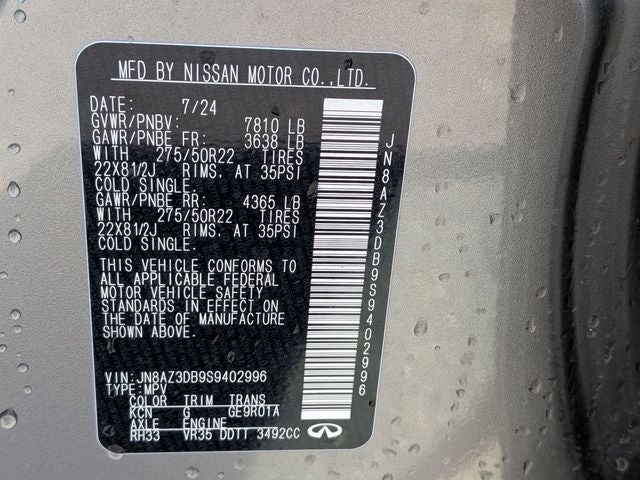 MFD BY NISSAN MOTOR CO.,LTD.
DATE: 7/24
GVWR/PNBV: 7810 LB
GAWR/PNBE FR: 3638 LB
WITH 275/50R22 TIRES
22X81/2J RIMS, AT 35PSI
COLD SINGLE.
GAWR/PNBE RR: 4365 LB
WITH 275/50R22 TIRES
22X81/2J RIMS, AT 35PSI
COLD SINGLE.
THIS VEHICLE CONFORMS TO
ALL APPLICABLE FEDERAL
MOTOR VEHICLE SAFETY
STANDARDS IN EFFECT ON
THE DATE OF MANUFACTURE
SHOWN ABOVE.
VIN:JN8AZ3DB9S9402996
TYPE:MPV
COLOR TRIM TRANS
KCN G GE9R01A
AXLE ENGINE
RH33 VR35 DDTT 3492CC
JN8AZ3DB9S9402996